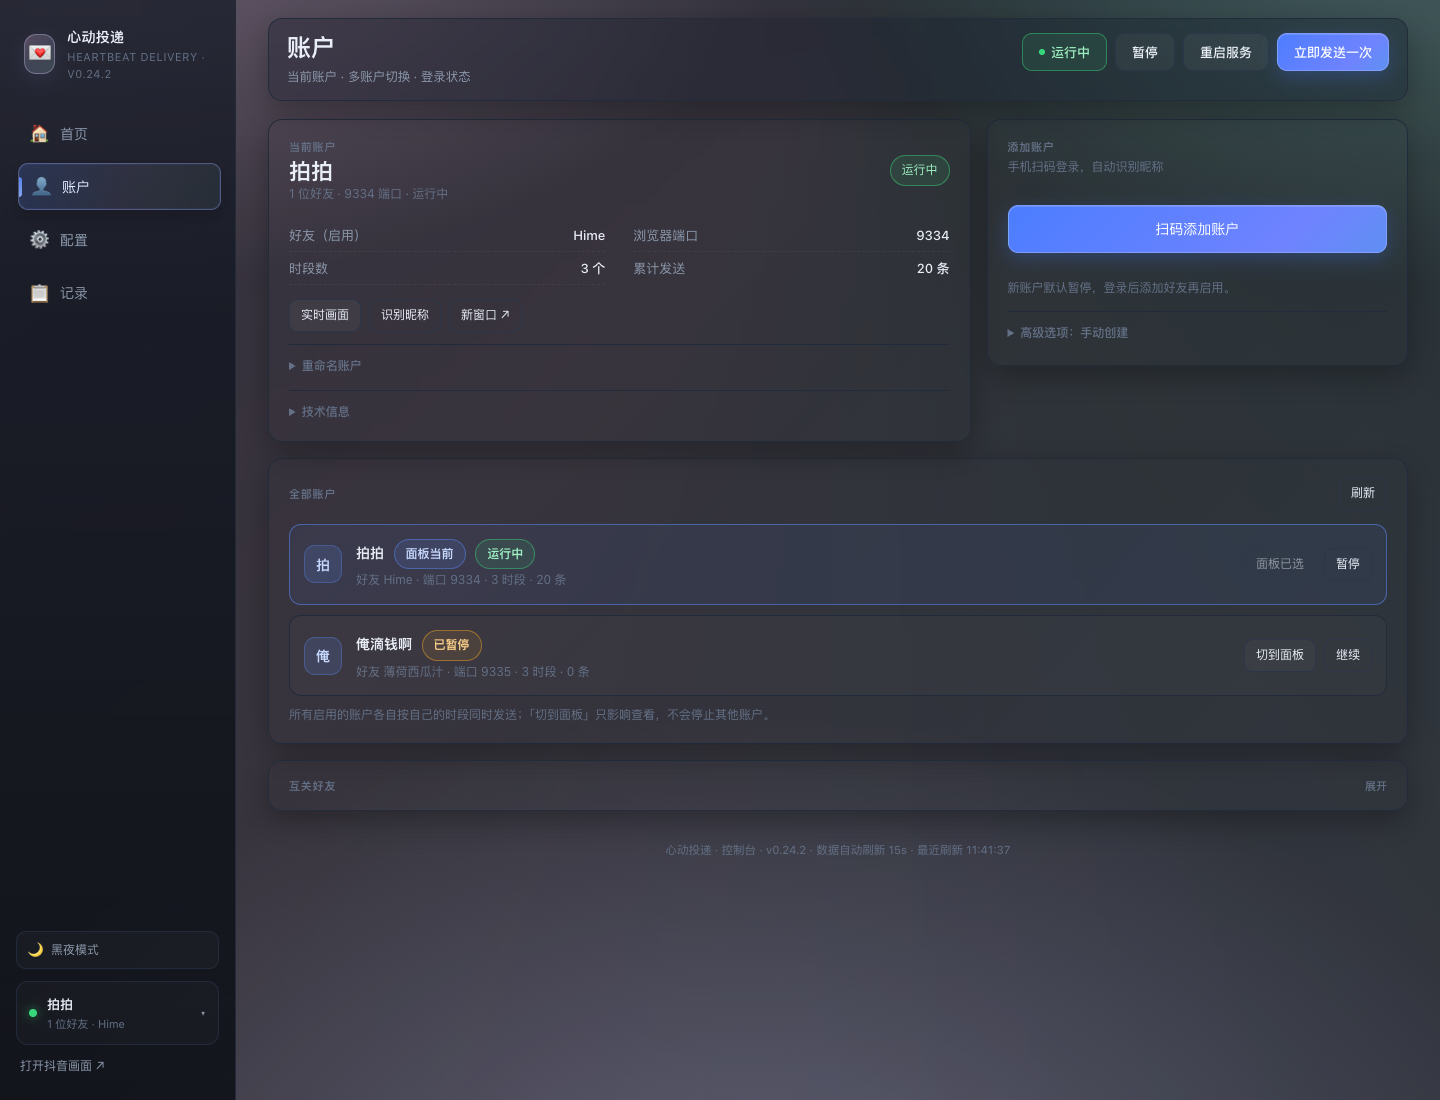 心动投递
HEARTBEAT DELIVERY ·
V0.24.2
首页
账户
配置
记录
黑夜模式
拍拍
1 位好友 · Hime
打开抖音画面 ↗
账户
当前账户 · 多账户切换 · 登录状态
运行中
暂停
重启服务
立即发送一次
当前账户
拍拍
1 位好友 · 9334 端口 · 运行中
运行中
好友（启用） Hime
浏览器端口 9334
时段数 3 个
累计发送 20 条
实时画面
识别昵称
新窗口 ↗
重命名账户
技术信息
添加账户
手机扫码登录，自动识别昵称
扫码添加账户
新账户默认暂停，登录后添加好友再启用。
高级选项：手动创建
全部账户
刷新
拍
拍拍
面板当前
运行中
好友 Hime · 端口 9334 · 3 时段 · 20 条
面板已选
暂停
俺
俺滴钱啊
已暂停
好友 薄荷西瓜汁 · 端口 9335 · 3 时段 · 0 条
切到面板
继续
所有启用的账户各自按自己的时段同时发送；「切到面板」只影响查看，不会停止其他账户。
互关好友
展开
心动投递 · 控制台 · v0.24.2 · 数据自动刷新 15s · 最近刷新 11:41:37